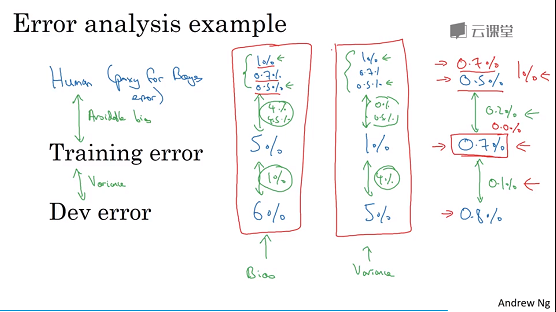 Error analysis example
云课堂
Human (proxy for Bayes error)
1%
0.7%
0.5%
1%
0.7%
0.5%
0.7%
0.5%
1%
Avoidable bias
4%
4.5%
0%
0.5%
0.2%
0.0%
Training error
5%
1%
0.7%
Variance
1%
4%
0.1%
Dev error
6%
5%
0.8%
Bias
Variance
Andrew Ng